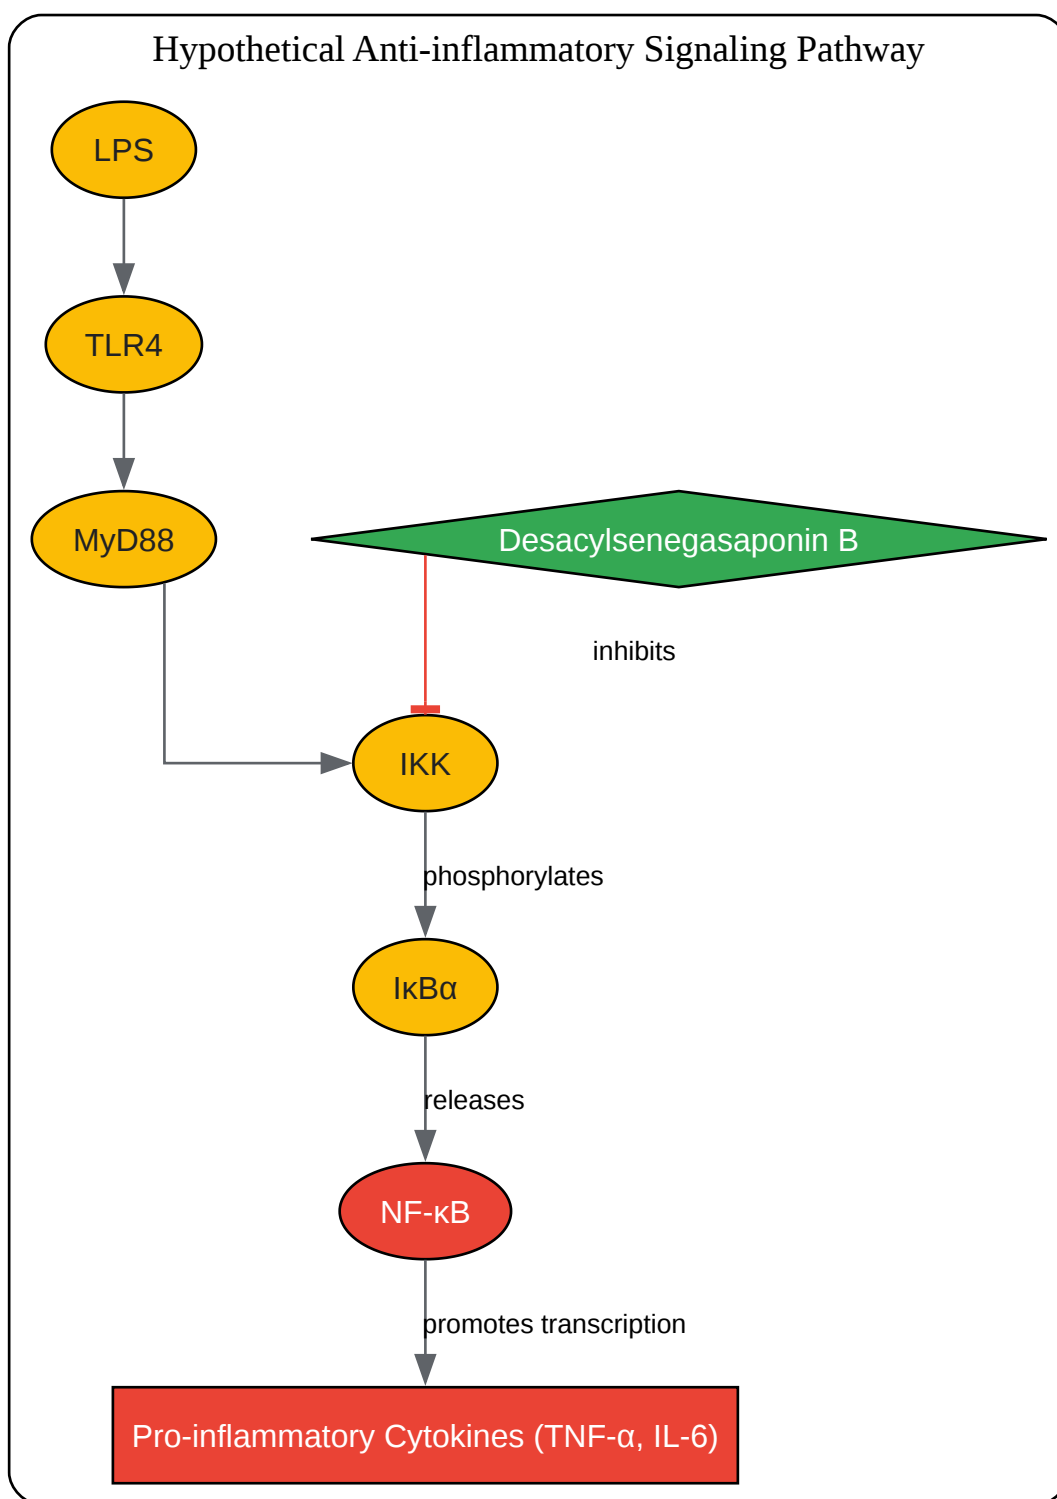 Hypothetical Anti-inflammatory Signaling Pathway
LPS
TLR4
MyD88
Desacylsenegasaponin B
inhibits
IKK
phosphorylates
IκBα
releases
NF-κB
promotes transcription
Pro-inflammatory Cytokines (TNF-α, IL-6)